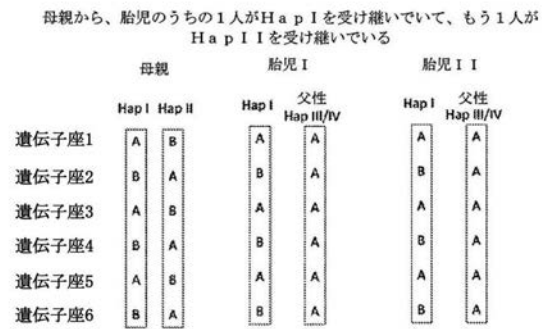 母親から、胎児のうちの1人がHapIを受け継いでいて、もう1人が
HapIIを受け継いでいる
母親 胎児I 胎児II
Hap I Hap II Hap I 父性 Hap III/IV Hap I 父性 Hap III/IV
遺伝子座1 A B A A A A
遺伝子座2 B A B A B A
遺伝子座3 A B A A A A
遺伝子座4 B A B A B A
遺伝子座5 A B A A A A
遺伝子座6 B A B A B A